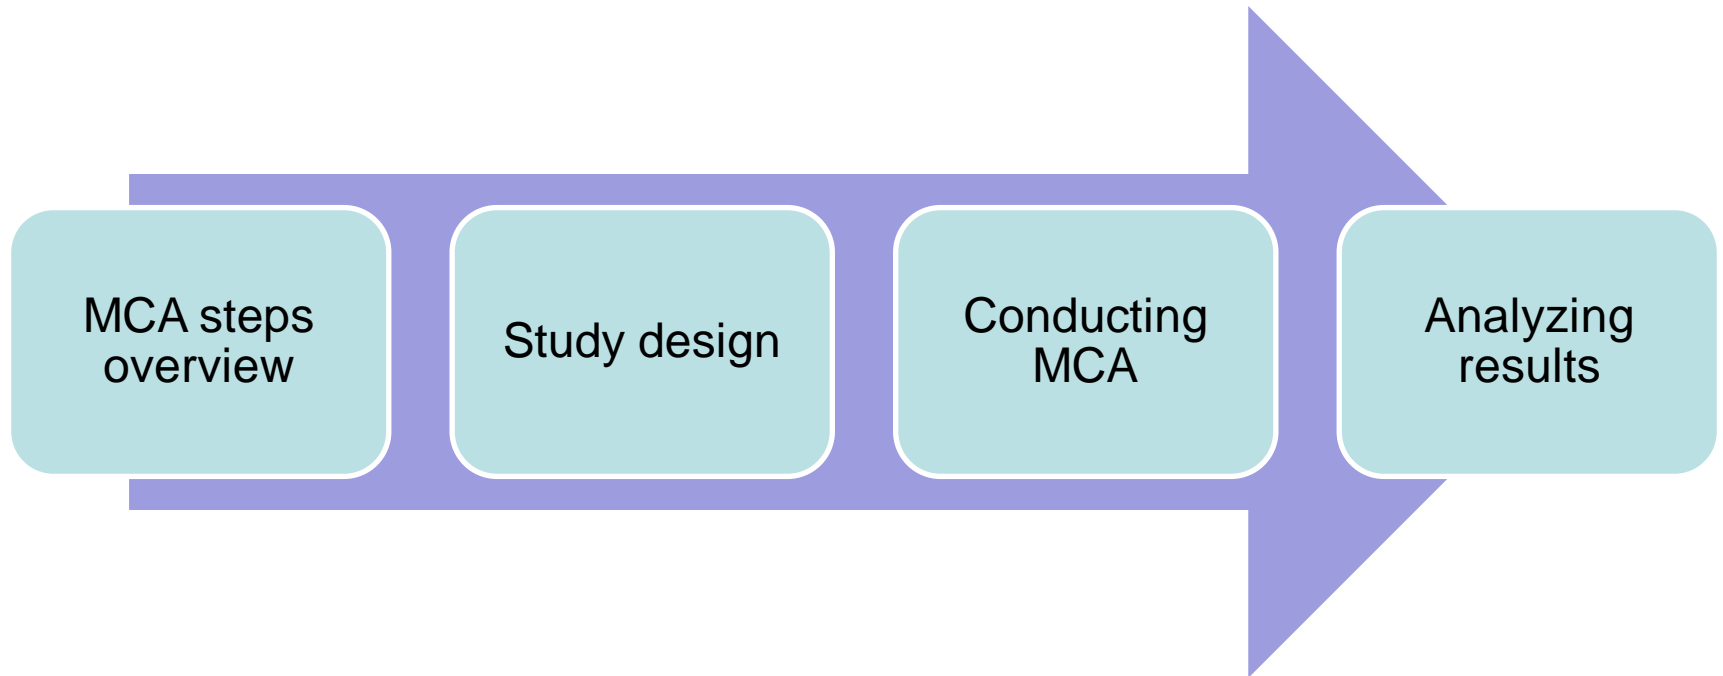 MCA steps
overview
Study design
Conducting
MCA
Analyzing
results